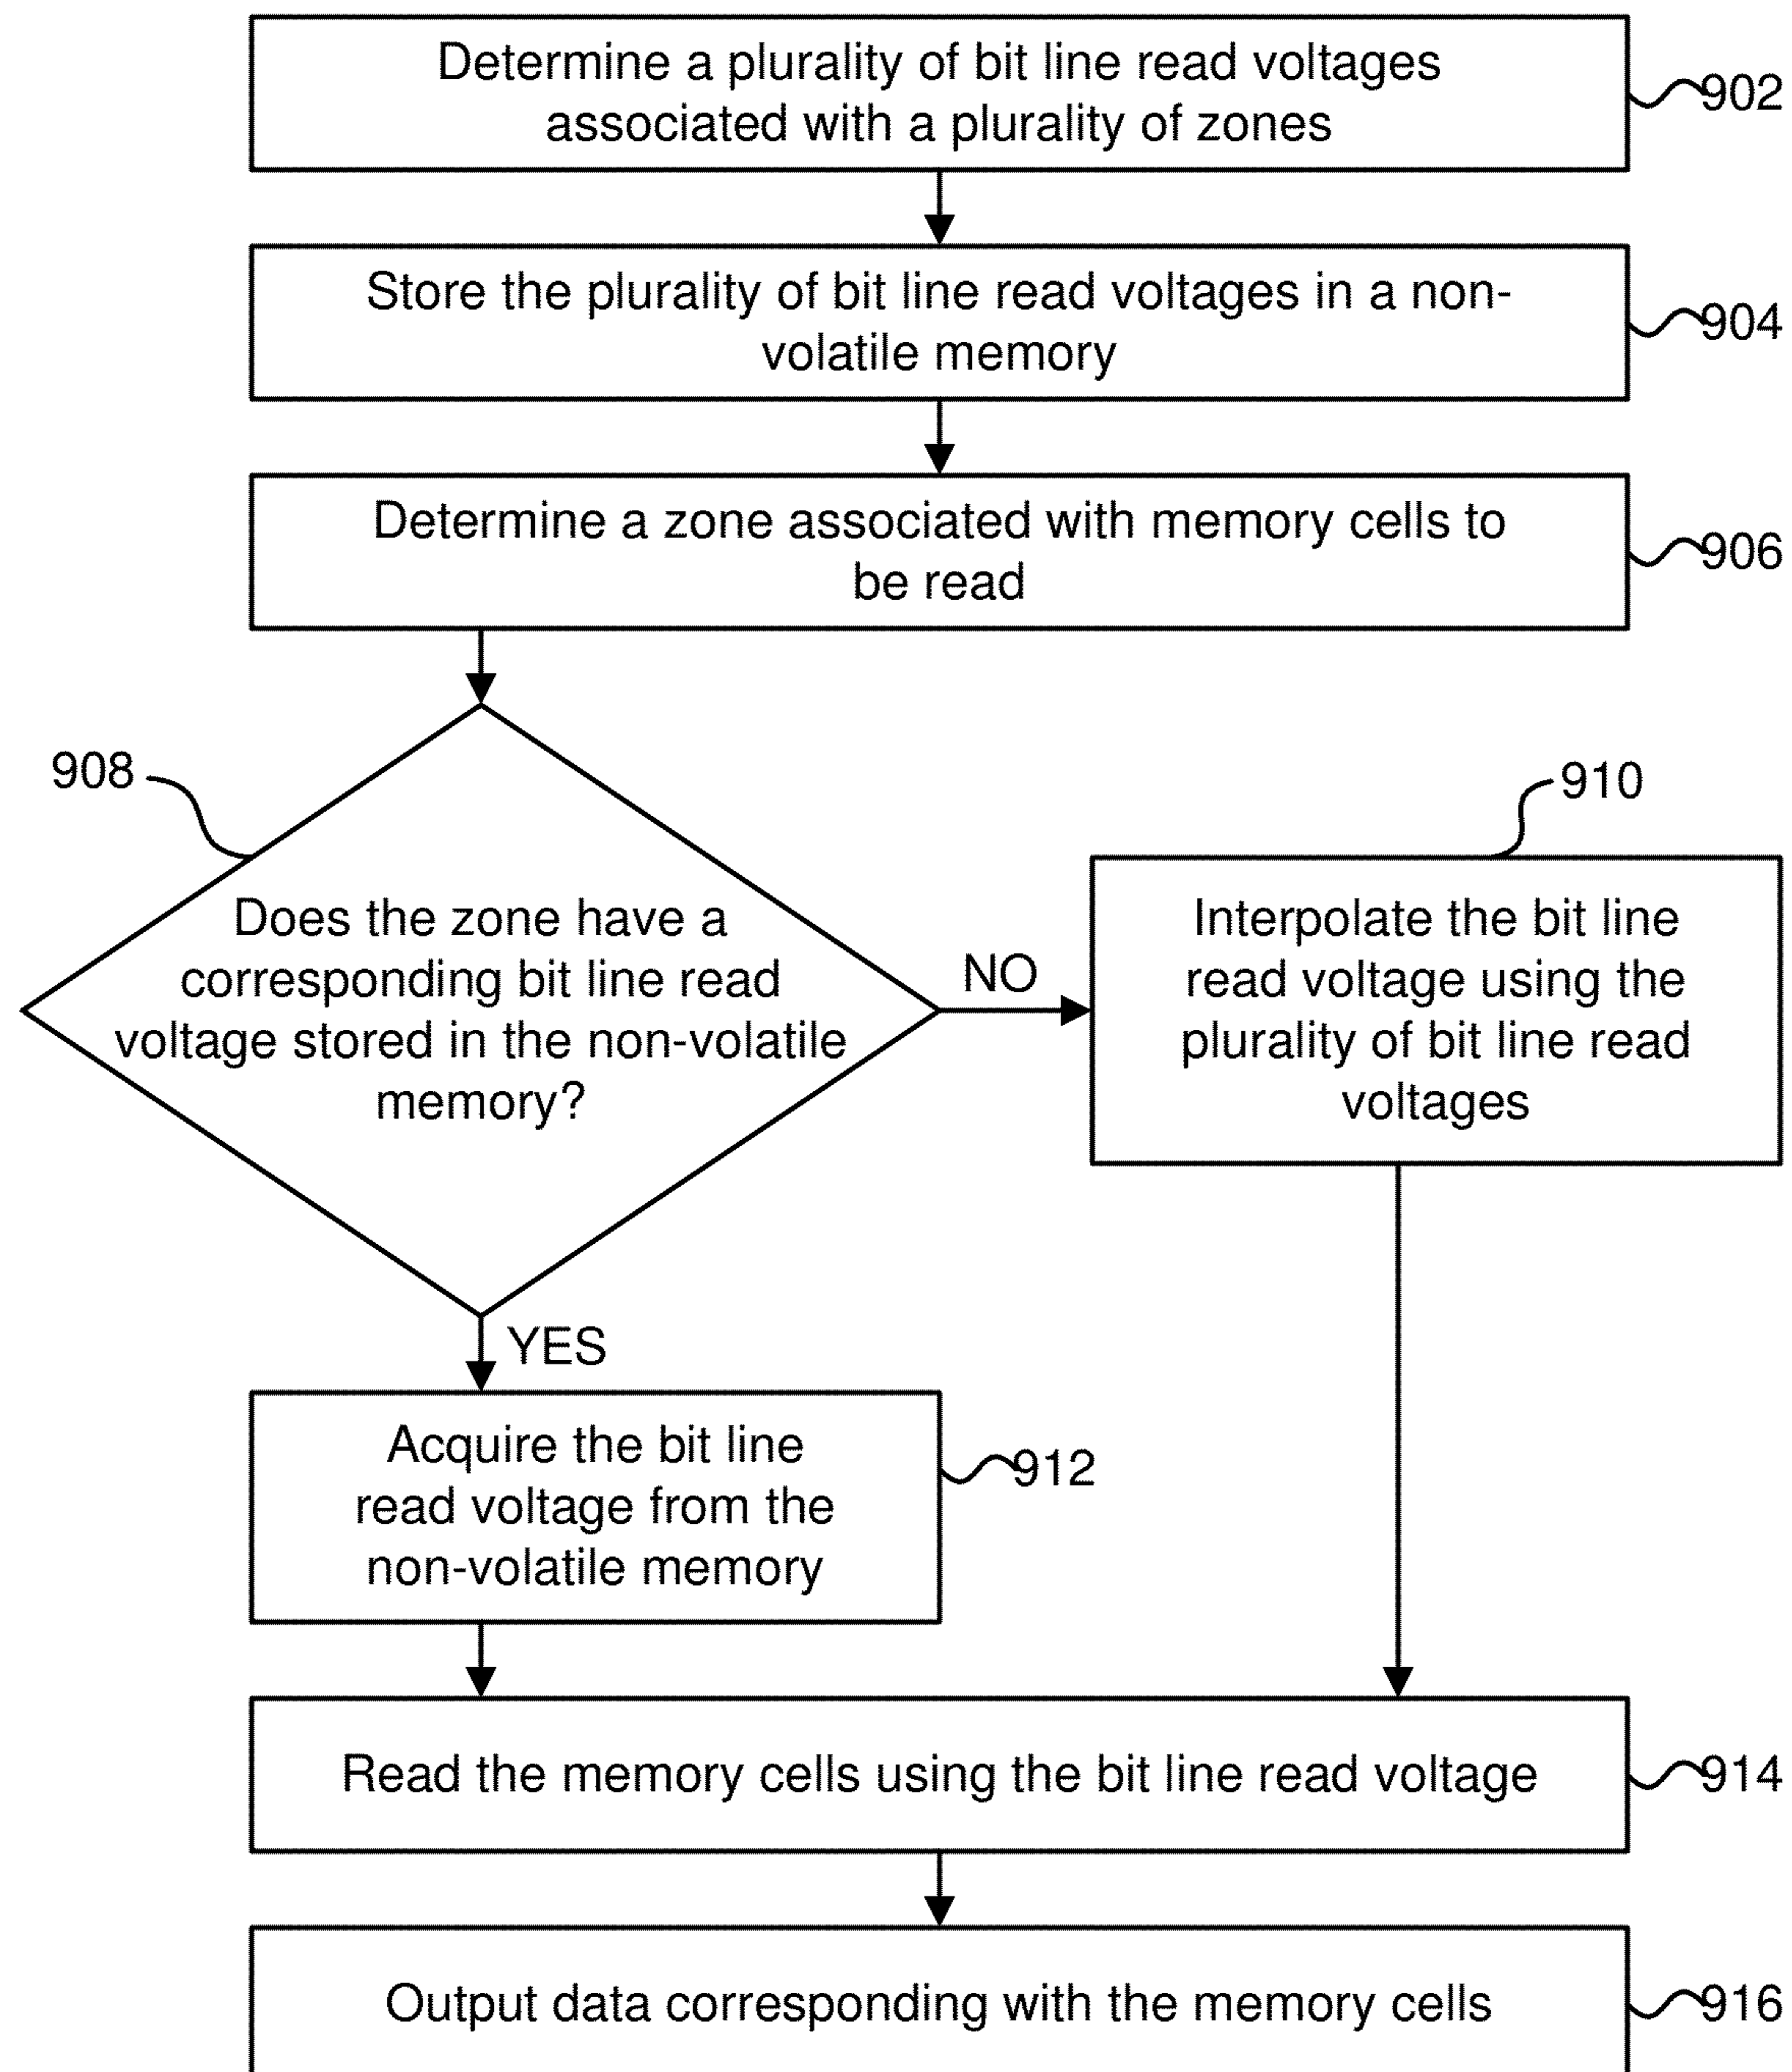 Determine a plurality of bit line read voltages
associated with a plurality of zones
902
Store the plurality of bit line read voltages in a non-
volatile memory
904
Determine a zone associated with memory cells to
be read
906
908
Does the zone have a
corresponding bit line read
voltage stored in the non-volatile
memory?
NO
910
Interpolate the bit line
read voltage using the
plurality of bit line read
voltages
YES
Acquire the bit line
read voltage from the
non-volatile memory
912
Read the memory cells using the bit line read voltage
914
Output data corresponding with the memory cells
916